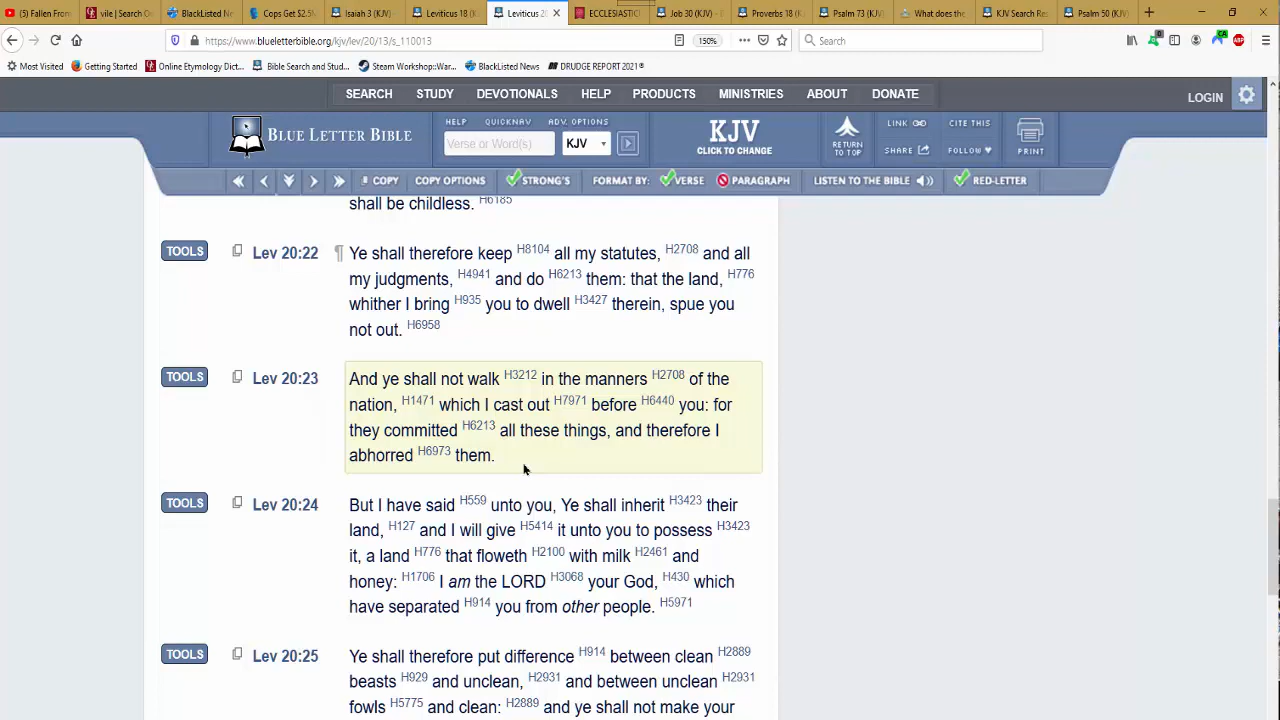 (5) Fallen From
vile | Search O
BlackListed Ne
Cops Get $2.5M
Isaiah 3 (KJV)
Leviticus 18 (K
Leviticus 20
ECCLESIASTIC
Job 30 (KJV) -
Proverbs 18 (K
Psalm 73 (KJV)
What does the
KJV Search Res
Psalm 50 (KJV)
https://www.blueletterbible.org/kjv/lev/20/13/s_110013
150%
Search
Most Visited
Getting Started
Online Etymology Dict...
Bible Search and Stud...
Steam Workshop::War...
BlackListed News
DRUDGE REPORT 2021®
SEARCH STUDY DEVOTIONALS HELP PRODUCTS MINISTRIES ABOUT DONATE
LOGIN
BLUE LETTER BIBLE
HELP QUICKNAV ADV. OPTIONS
Verse or Word(s) KJV
KJV
CLICK TO CHANGE
RETURN
TO TOP
LINK
SHARE
CITE THIS
FOLLOW
PRINT
COPY COPY OPTIONS STRONG'S FORMAT BY: VERSE PARAGRAPH LISTEN TO THE BIBLE RED-LETTER
shall be childless. H6185
TOOLS Lev 20:22 ¶ Ye shall therefore keep H8104 all my statutes, H2708 and all
my judgments, H4941 and do H6213 them: that the land, H776
whither I bring H935 you to dwell H3427 therein, spue you
not out. H6958
TOOLS Lev 20:23 And ye shall not walk H3212 in the manners H2708 of the
nation, H1471 which I cast out H7971 before H6440 you: for
they committed H6213 all these things, and therefore I
abhorred H6973 them.
TOOLS Lev 20:24 But I have said H559 unto you, Ye shall inherit H3423 their
land, H127 and I will give H5414 it unto you to possess H3423
it, a land H776 that floweth H2100 with milk H2461 and
honey: H1706 I am the LORD H3068 your God, H430 which
have separated H914 you from other people. H5971
TOOLS Lev 20:25 Ye shall therefore put difference H914 between clean H2889
beasts H929 and unclean, H2931 and between unclean H2931
fowls H5775 and clean: H2889 and ye shall not make your